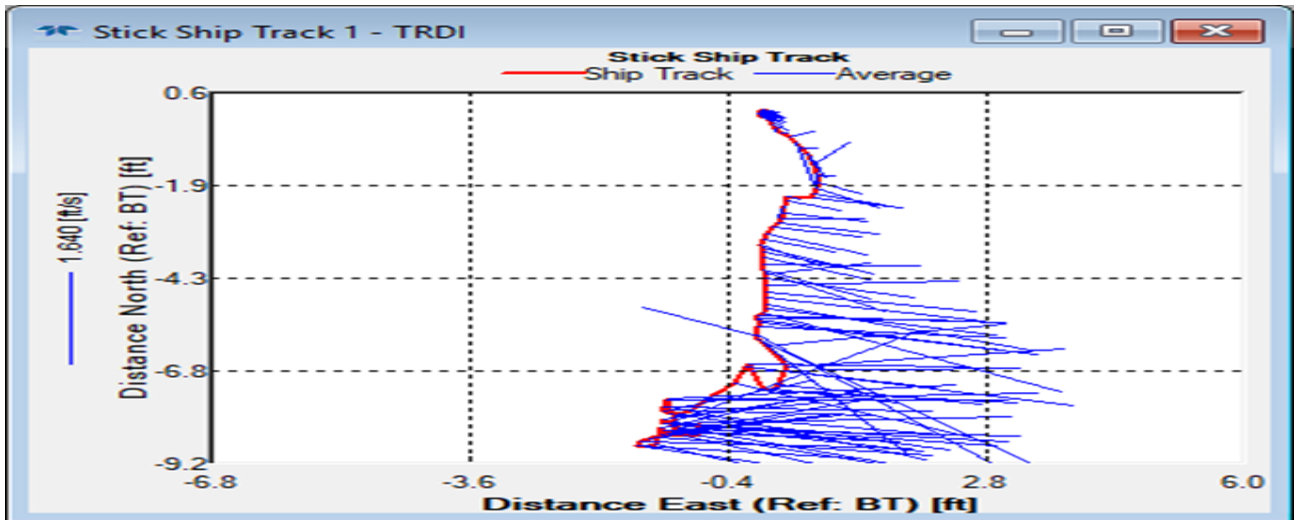 Stick Ship Track 1 - TRDI
Stick Ship Track
Ship Track Average
0.6
-1.9
-4.3
-6.8
-9.2
Distance North (Ref: BT) [ft]
1.640 [ft/s]
-6.8 -3.6 -0.4 2.8 6.0
Distance East (Ref: BT) [ft]